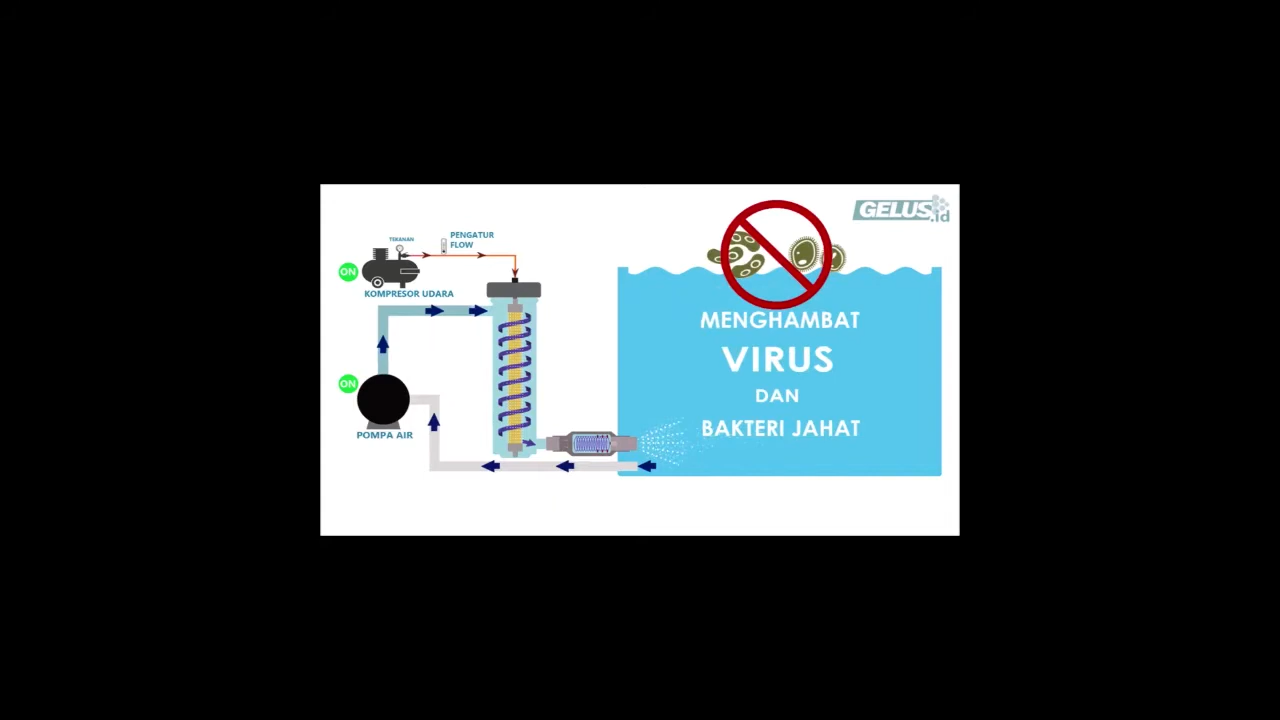 GELUS.id
TEKANAN
PENGATUR
FLOW
ON
KOMPRESOR UDARA
ON
POMPA AIR
MENGHAMBAT
VIRUS
DAN
BAKTERI JAHAT